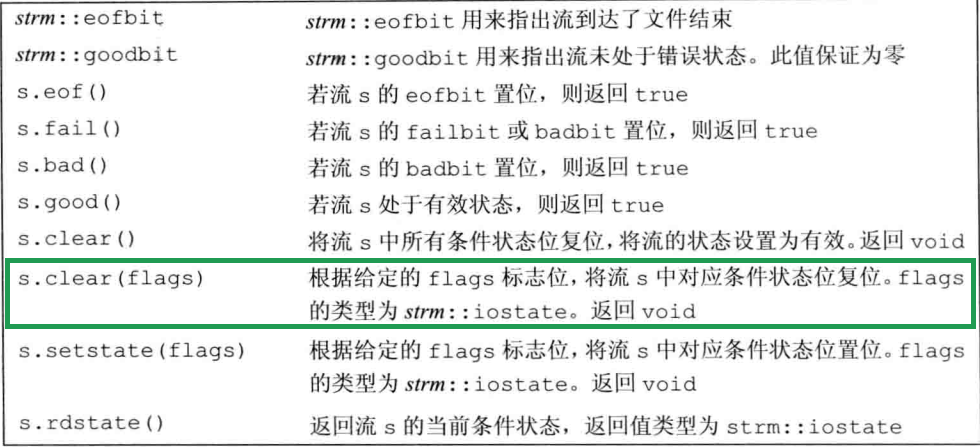 strm::eofbit strm::eofbit 用来指出流到达了文件结束
strm::goodbit strm::goodbit 用来指出流未处于错误状态。此值保证为零
s.eof() 若流 s 的 eofbit 置位，则返回 true
s.fail() 若流 s 的 failbit 或 badbit 置位，则返回 true
s.bad() 若流 s 的 badbit 置位，则返回 true
s.good() 若流 s 处于有效状态，则返回 true
s.clear() 将流 s 中所有条件状态位复位，将流的状态设置为有效。返回 void
s.clear(flags) 根据给定的 flags 标志位，将流 s 中对应条件状态位复位。flags
的类型为 strm::iostate。返回 void
s.setstate(flags) 根据给定的 flags 标志位，将流 s 中对应条件状态位置位。flags
的类型为 strm::iostate。返回 void
s.rdstate() 返回流 s 的当前条件状态，返回值类型为 strm::iostate